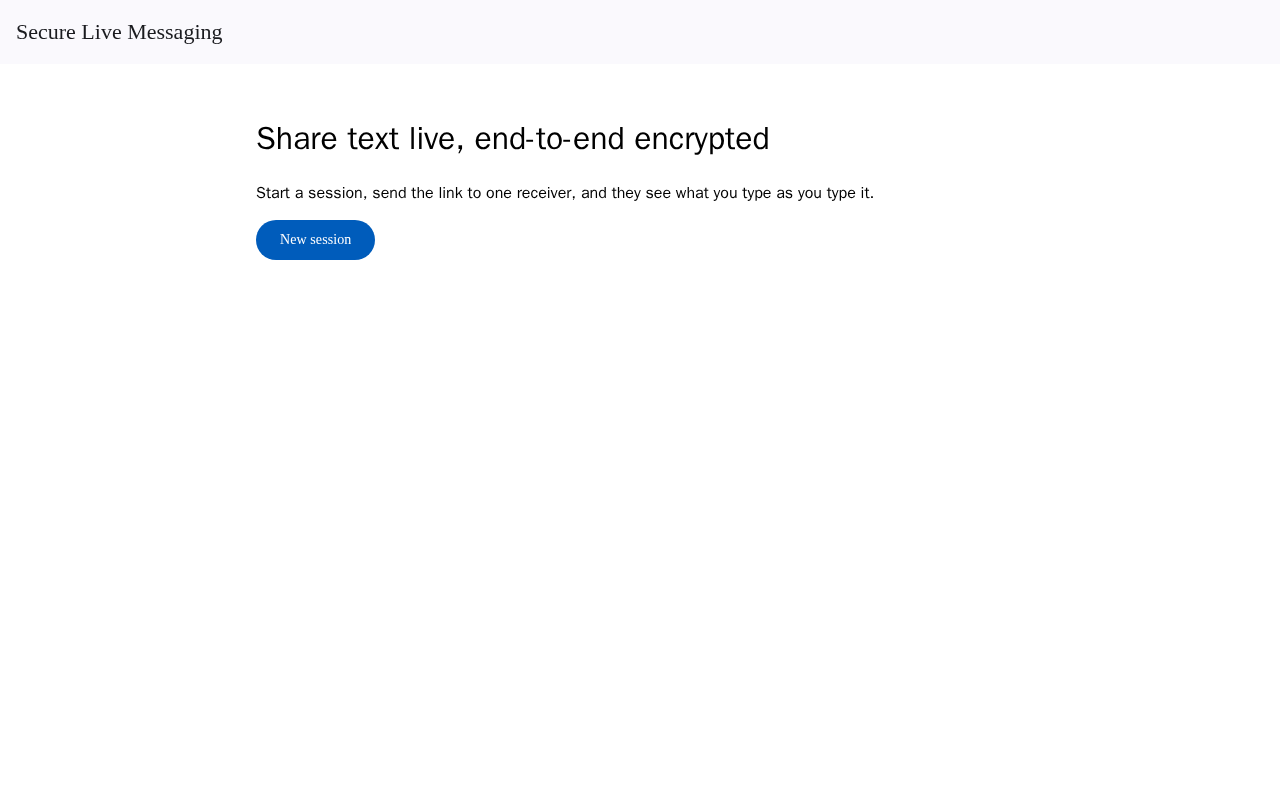 Secure Live Messaging
Share text live, end-to-end encrypted
Start a session, send the link to one receiver, and they see what you type as you type it.
New session